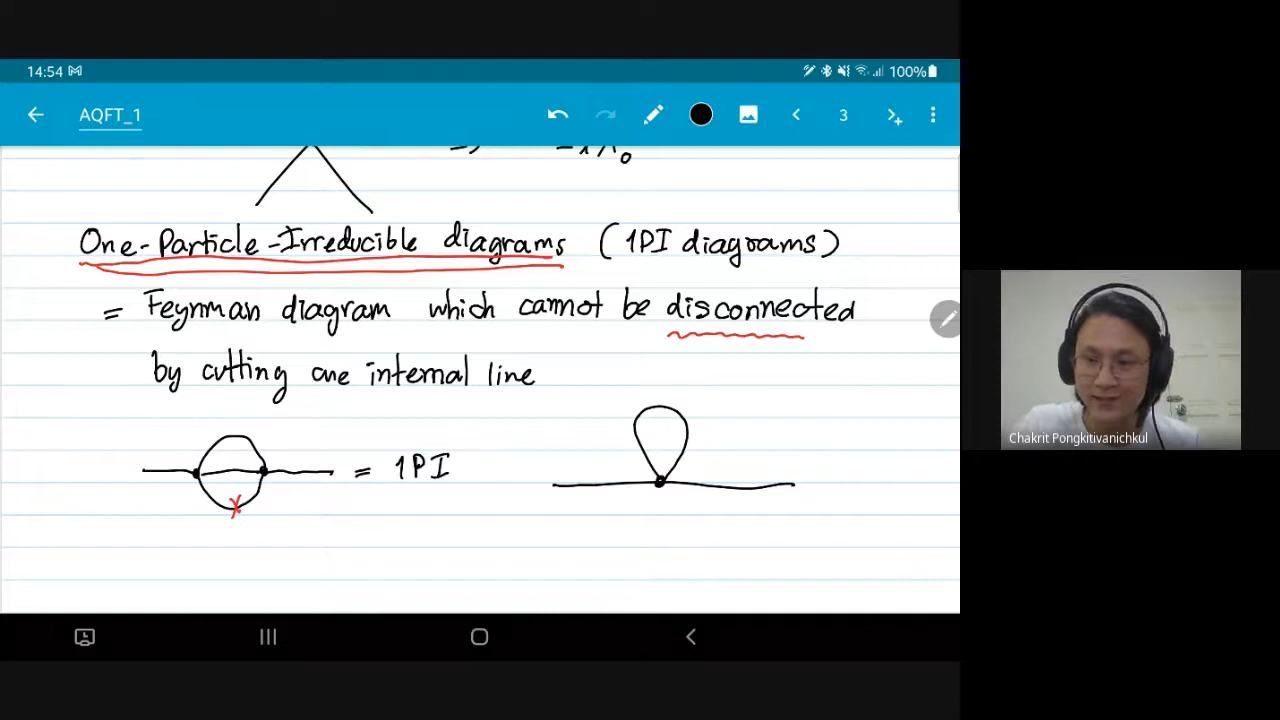 14:54 100%
AQFT_1 3
One-Particle-Irreducible diagrams (1PI diagrams)
= Feynman diagram which cannot be disconnected
by cutting one internal line
= 1PI
Chakrit Pongkitivanichkul